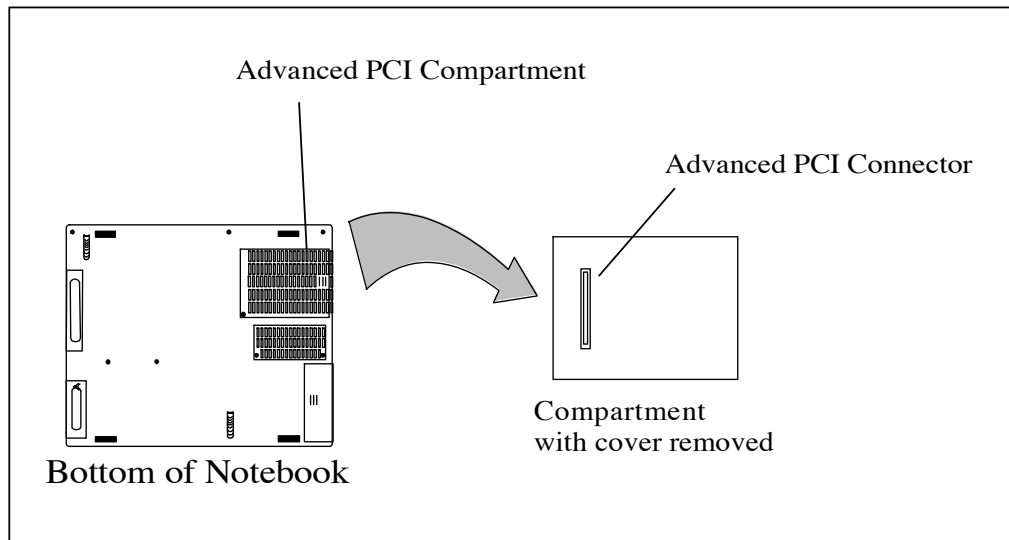 Advanced PCI Compartment
Advanced PCI Connector
Compartment
with cover removed
Bottom of Notebook